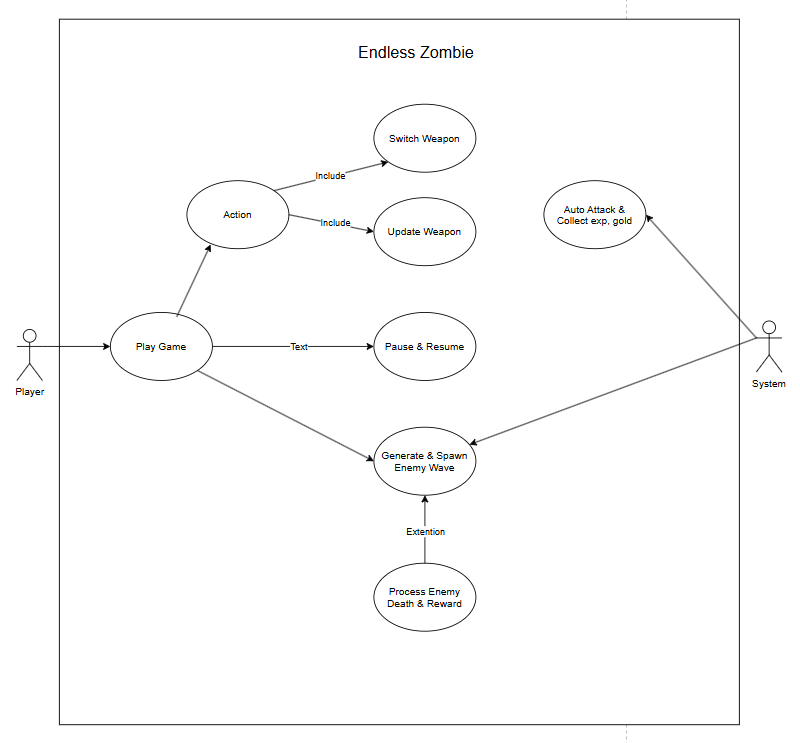 Endless Zombie
Switch Weapon
Include
Action
Include
Update Weapon
Auto Attack &
Collect exp, gold
Play Game
Text
Pause & Resume
Player
System
Generate & Spawn
Enemy Wave
Extention
Process Enemy
Death & Reward